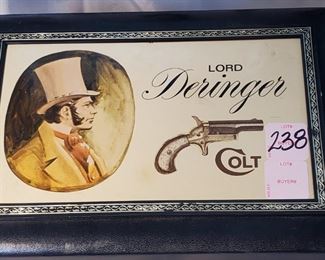 LORD
Deringer
COLT
LOT#
238
LOT#
BUYER#